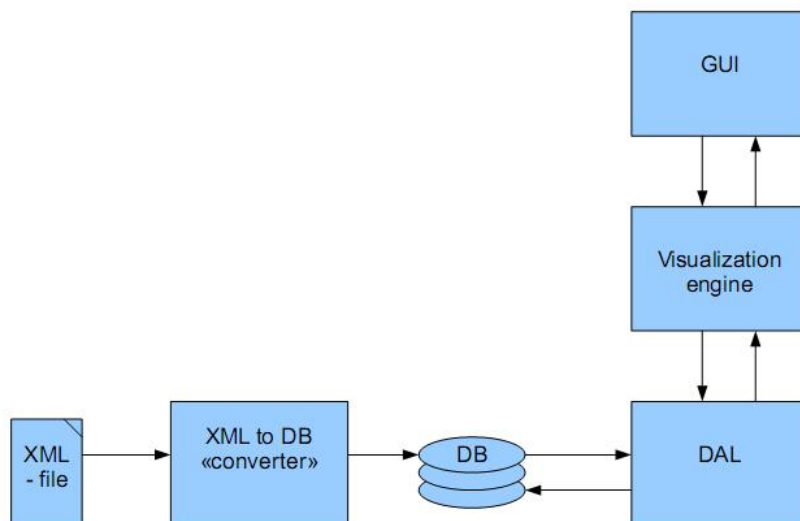 GUI
Visualization
engine
XML
- file
XML to DB
«converter»
DB
DAL